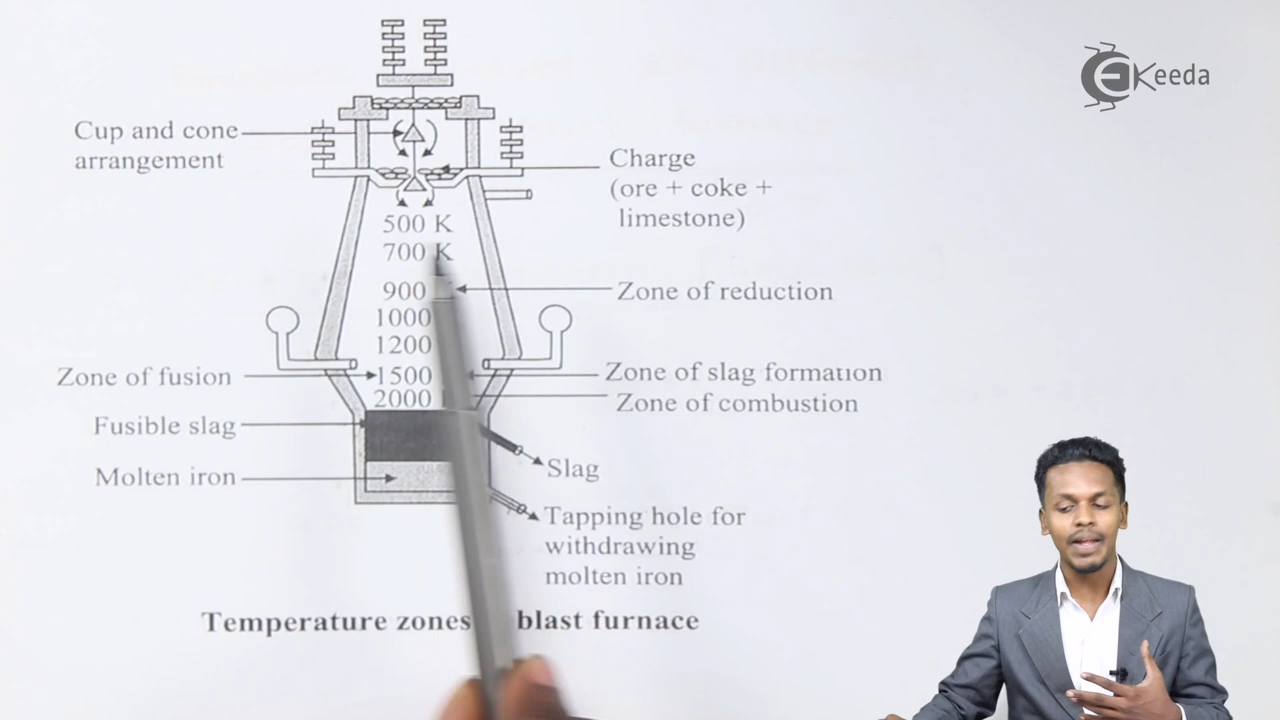 Keeda
Cup and cone
arrangement
Charge
(ore + coke +
limestone)
500 K
700 K
900
Zone of reduction
1000
1200
Zone of fusion
1500
Zone of slag formation
2000
Zone of combustion
Fusible slag
Slag
Molten iron
Tapping hole for
withdrawing
molten iron
Temperature zones blast furnace